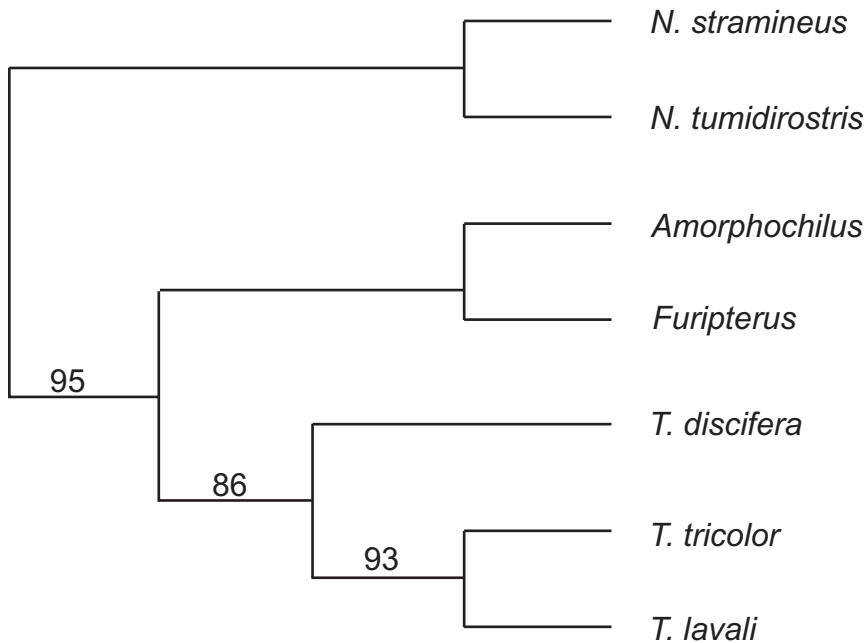 N. stramineus
N. tumidirostris
Amorphochilus
Furipterus
95
T. discifera
86
T. tricolor
93
T. lavali